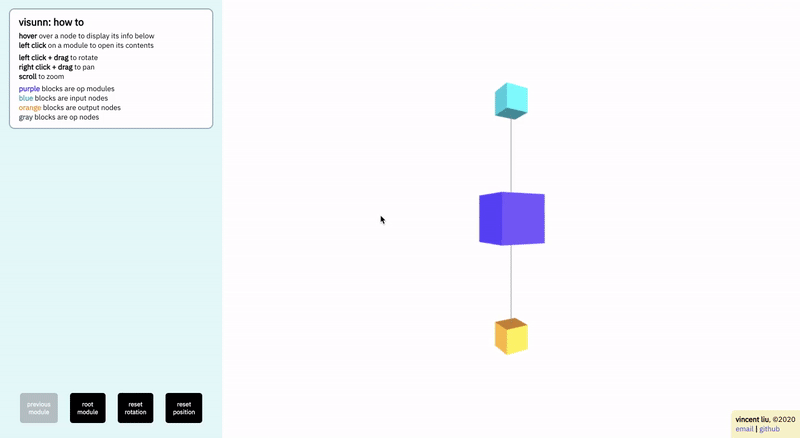 visunn: how to
hover over a node to display its info below
left click on a module to open its contents
left click + drag to rotate
right click + drag to pan
scroll to zoom
purple blocks are op modules
blue blocks are input nodes
orange blocks are output nodes
gray blocks are op nodes
previous module
root module
reset rotation
reset position
vincent liu, ©2020
email | github